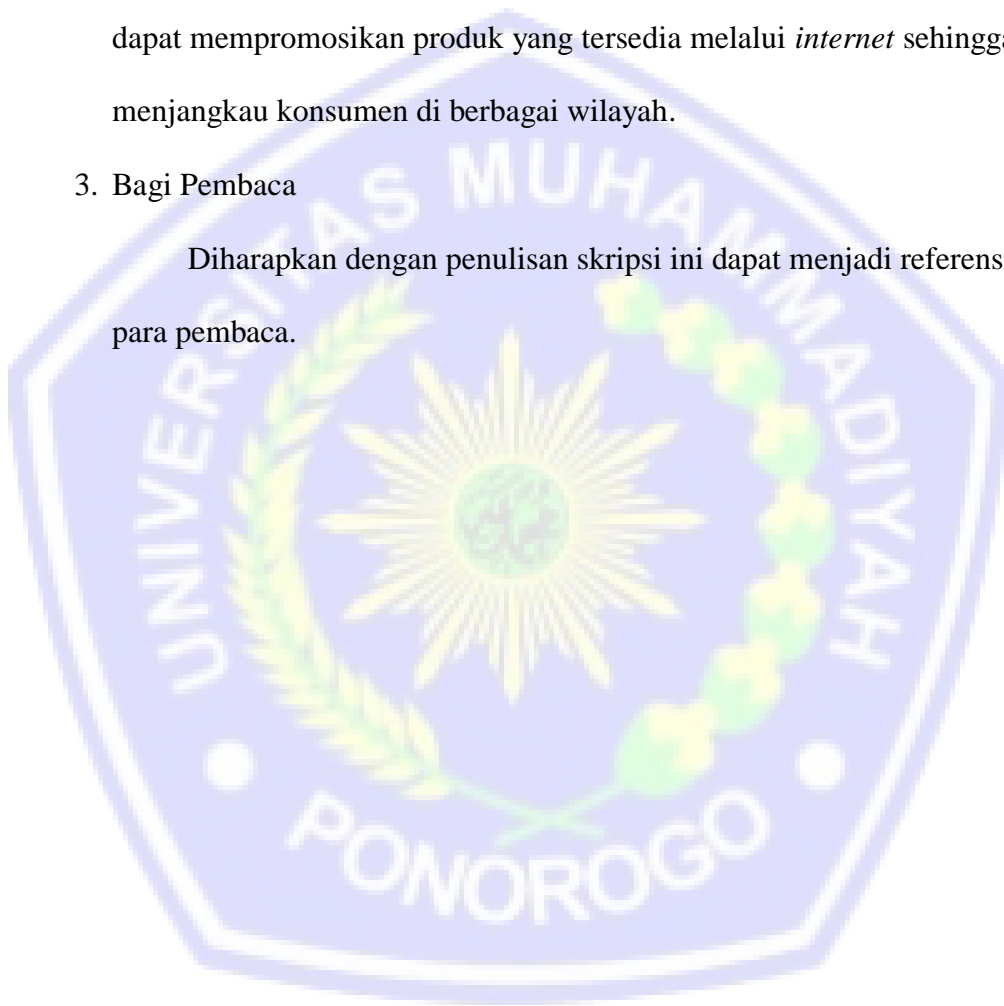 dapat mempromosikan produk yang tersedia melalui internet sehingga
menjangkau konsumen di berbagai wilayah.
3. Bagi Pembaca
Diharapkan dengan penulisan skripsi ini dapat menjadi referens
para pembaca.
UNIVERSITAS MUHAMMADIYAH
PONOROGO